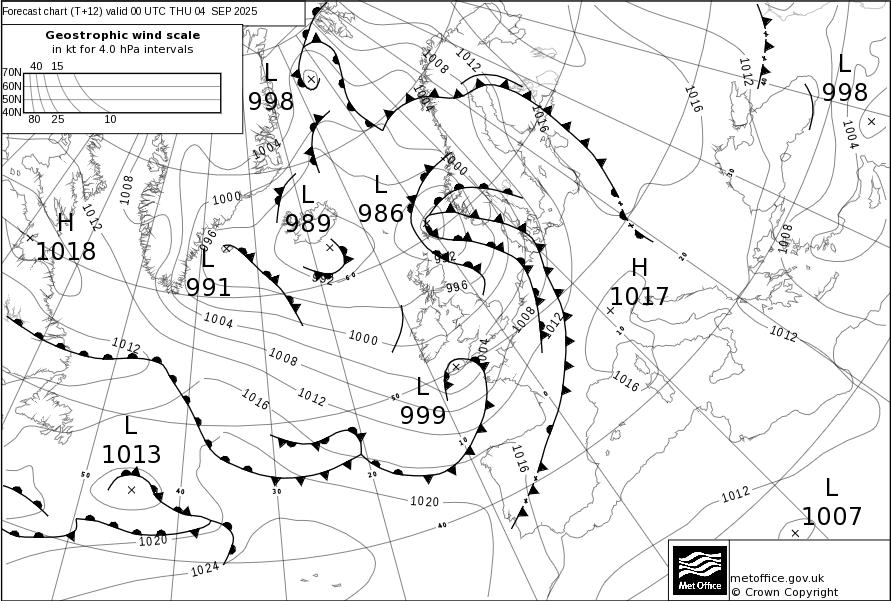 Forecast chart (T+12) valid 00 UTC THU 04 SEP 2025
Geostrophic wind scale
in kt for 4.0 hPa intervals
40 15
70N
60N
50N
40N
80 25 10
L
998
1008
1012
1004
1012
1016
1016
L
998
1004
40
1004
1000
1008
1000
L
989
L
986
30
1012
H
1018
996
L
991
992
60
992
996
1008
20
H
1017
1004
1000
1008
1012
10
1012
1012
1008
1004
1016
1016
1012
50
L
999
0
L
1013
10
1016
50
40
30
20
1020
1012
L
1007
40
1020
1024
Met Office
metoffice.gov.uk
© Crown Copyright